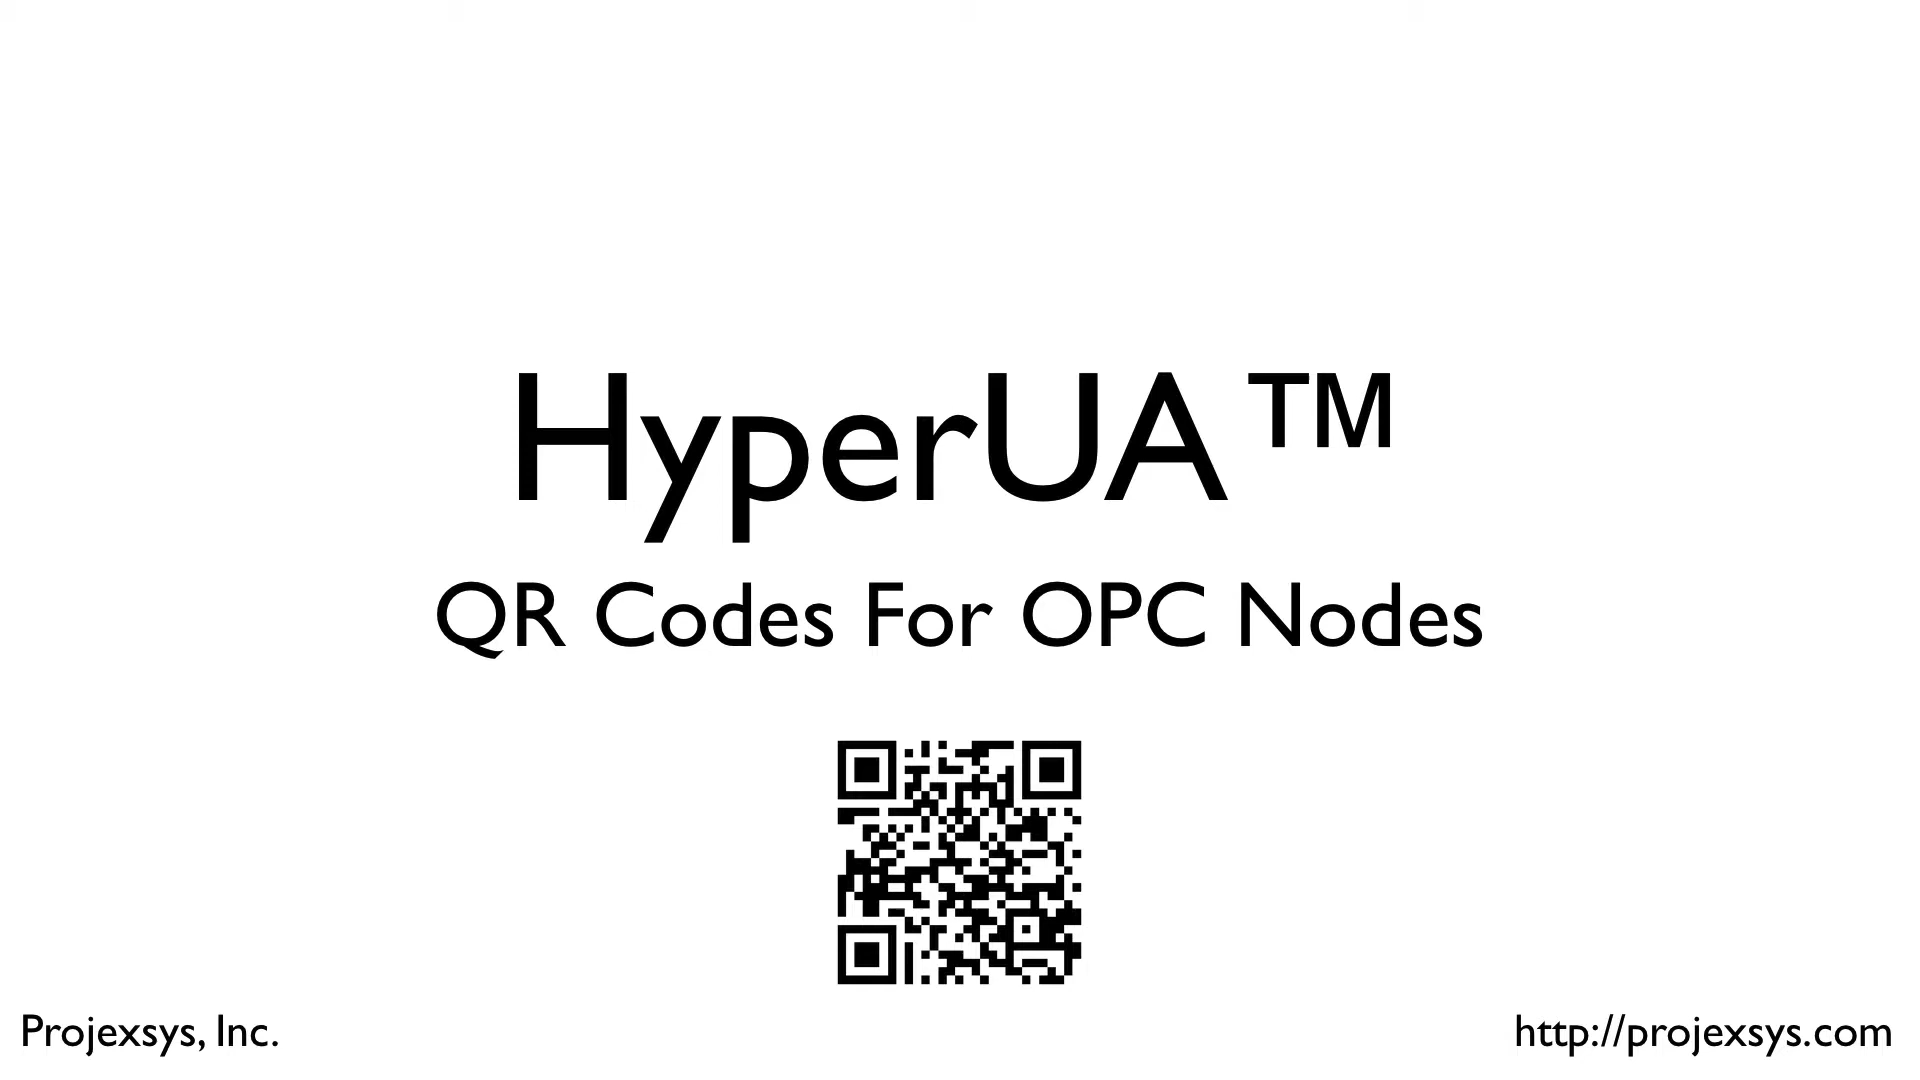 HyperUA™
QR Codes For OPC Nodes
Projexsys, Inc.
http://projexsys.com